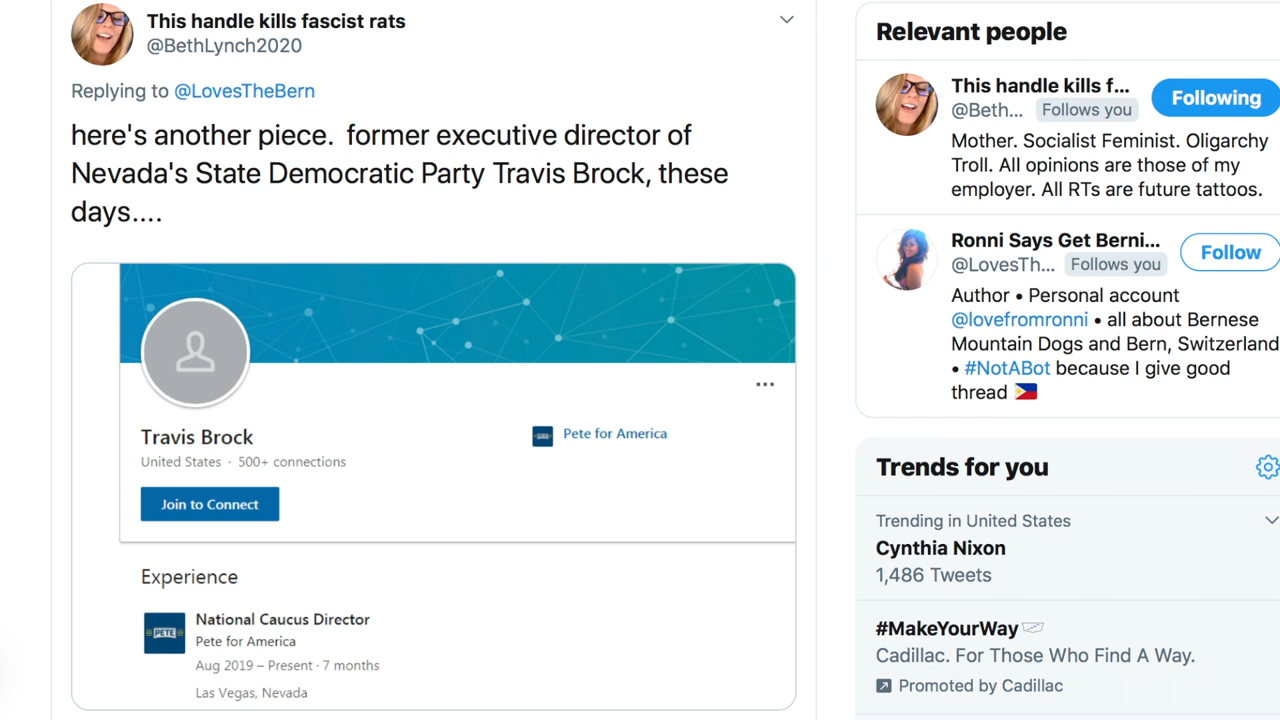 This handle kills fascist rats
@BethLynch2020
Replying to @LovesTheBern
here's another piece. former executive director of
Nevada's State Democratic Party Travis Brock, these
days....
Travis Brock
United States · 500+ connections
Join to Connect
Pete for America
Experience
PETE
National Caucus Director
Pete for America
Aug 2019 – Present · 7 months
Las Vegas, Nevada
Relevant people
This handle kills f...
@Beth... Follows you
Following
Mother. Socialist Feminist. Oligarchy
Troll. All opinions are those of my
employer. All RTs are future tattoos.
Ronni Says Get Berni...
@LovesTh... Follows you
Follow
Author • Personal account
@lovefromronni • all about Bernese
Mountain Dogs and Bern, Switzerland
• #NotABot because I give good
thread 🇵🇭
Trends for you
Trending in United States
Cynthia Nixon
1,486 Tweets
#MakeYourWay
Cadillac. For Those Who Find A Way.
Promoted by Cadillac